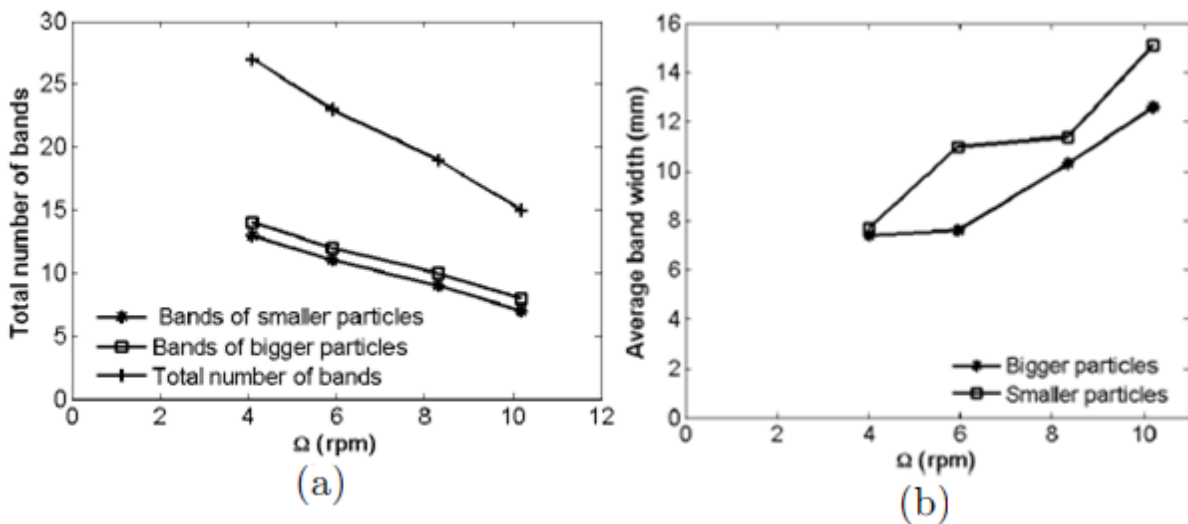 30
25
20
15
10
5
0
Total number of bands
Bands of smaller particles
Bands of bigger particles
Total number of bands
0 2 4 6 8 10 12
Ω (rpm)
(a)
16
14
12
10
8
6
4
2
0
Average band width (mm)
Bigger particles
Smaller particles
0 2 4 6 8 10
Ω (rpm)
(b)